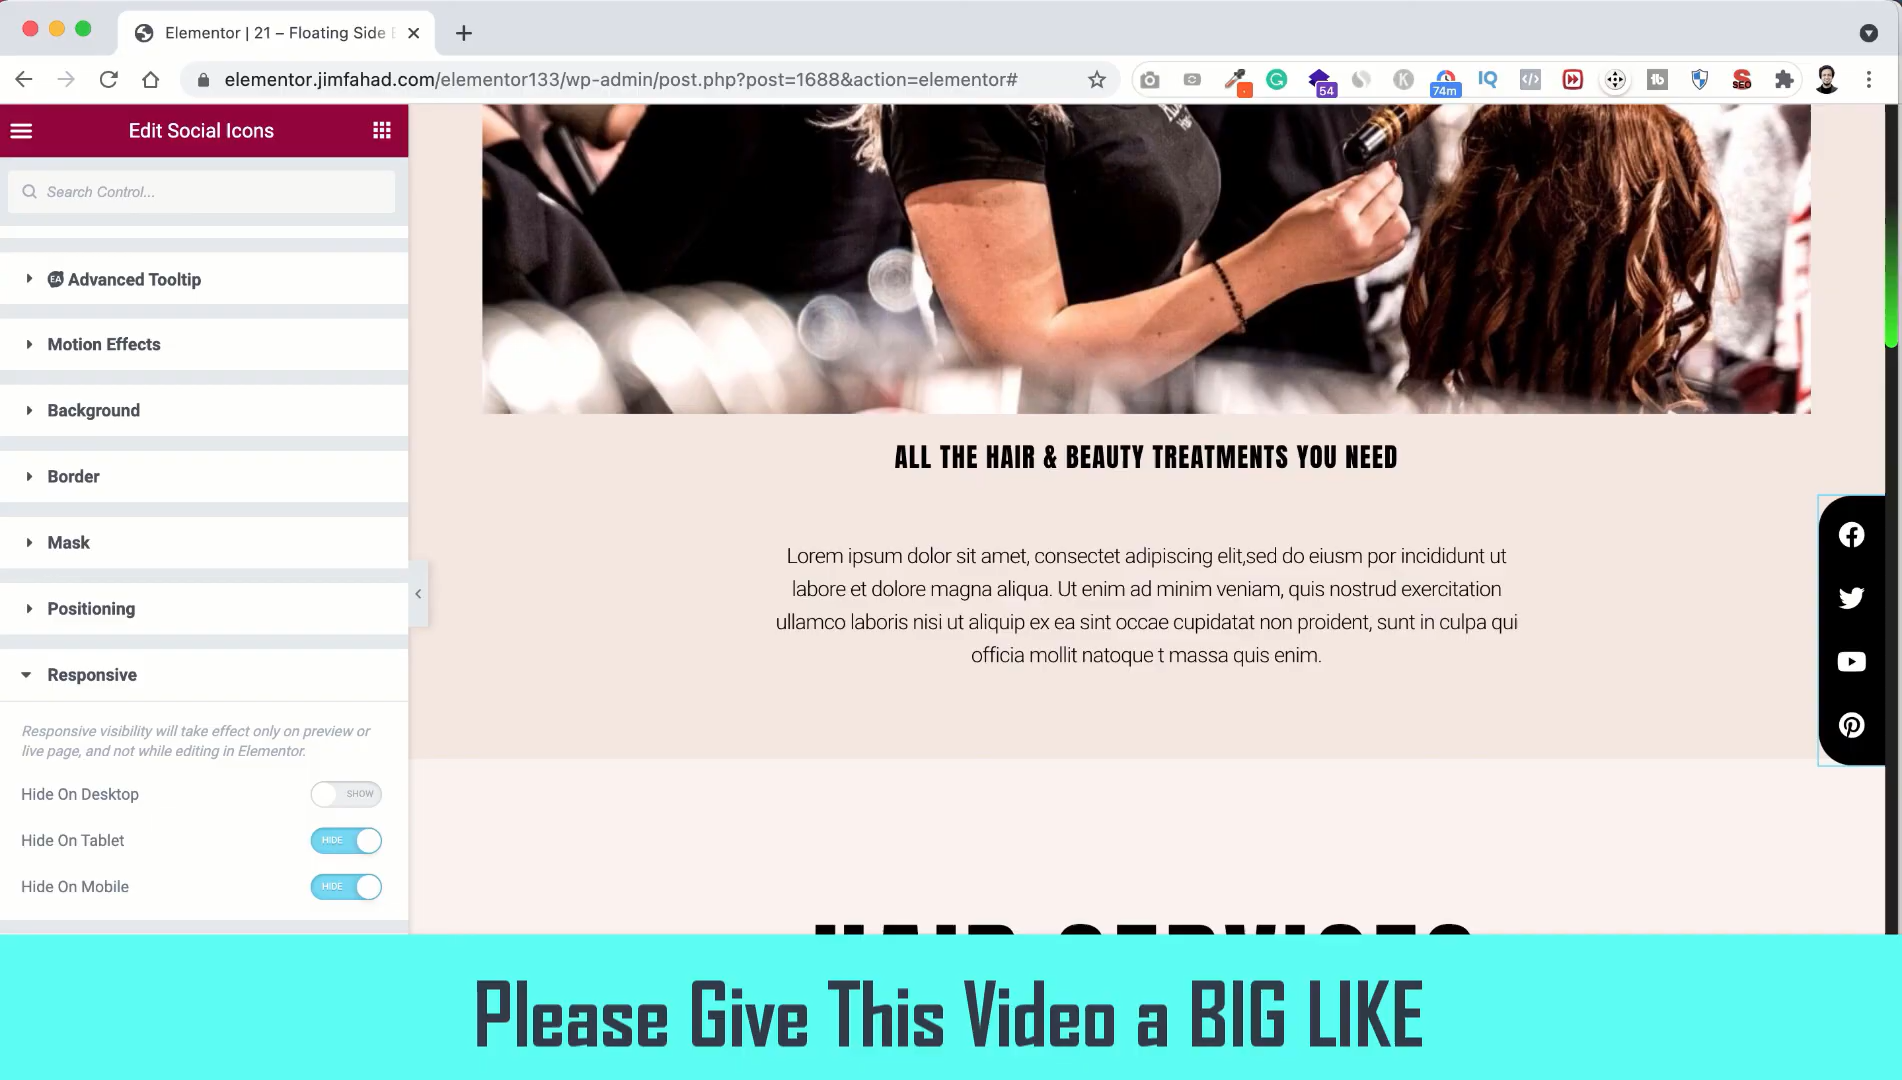 Elementor | 21 – Floating Side
elementor.jimfahad.com/elementor133/wp-admin/post.php?post=1688&action=elementor#
54
74m
IQ
K
tb
SEO
Edit Social Icons
Search Control...
EA Advanced Tooltip
Motion Effects
Background
Border
Mask
Positioning
Responsive
Responsive visibility will take effect only on preview or
live page, and not while editing in Elementor.
Hide On Desktop
SHOW
Hide On Tablet
HIDE
Hide On Mobile
HIDE
ALL THE HAIR & BEAUTY TREATMENTS YOU NEED
Lorem ipsum dolor sit amet, consectet adipiscing elit,sed do eiusm por incididunt ut
labore et dolore magna aliqua. Ut enim ad minim veniam, quis nostrud exercitation
ullamco laboris nisi ut aliquip ex ea sint occae cupidatat non proident, sunt in culpa qui
officia mollit natoque t massa quis enim.
HAIR SERVICES
Please Give This Video a BIG LIKE